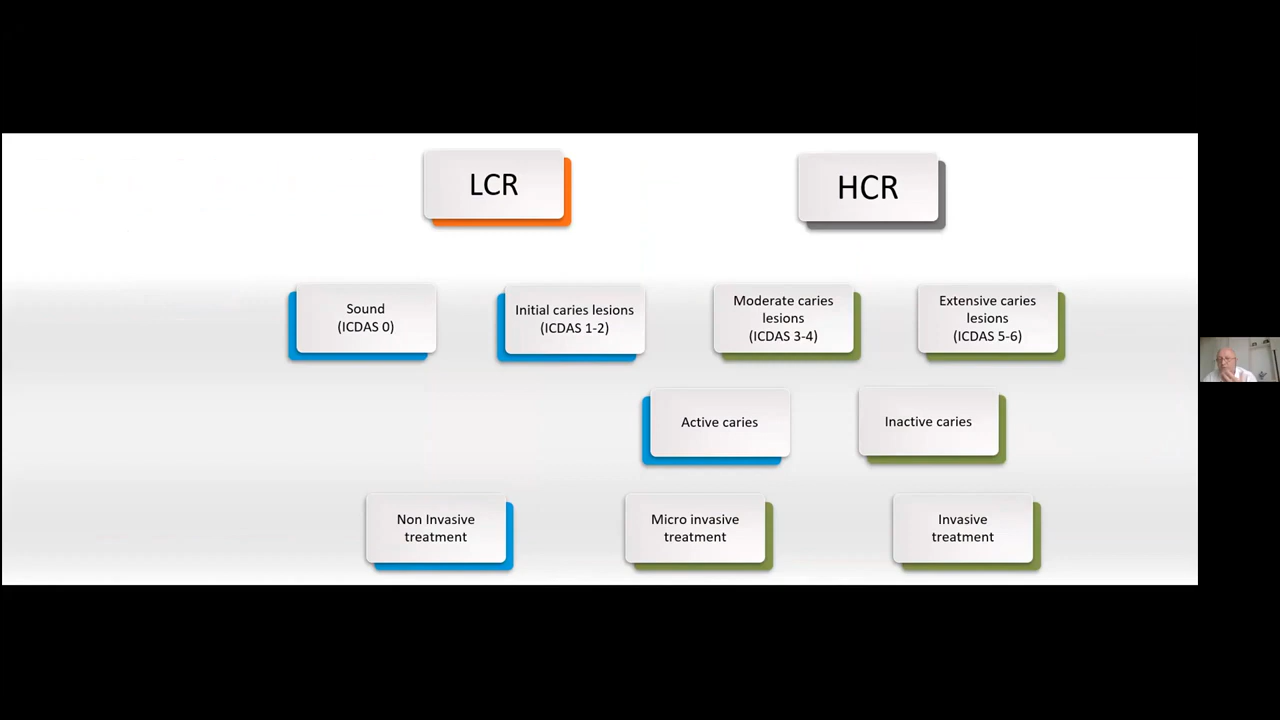 LCR
HCR
Sound
(ICDAS 0)
Initial caries lesions
(ICDAS 1-2)
Moderate caries
lesions
(ICDAS 3-4)
Extensive caries
lesions
(ICDAS 5-6)
Active caries
Inactive caries
Non Invasive
treatment
Micro invasive
treatment
Invasive
treatment